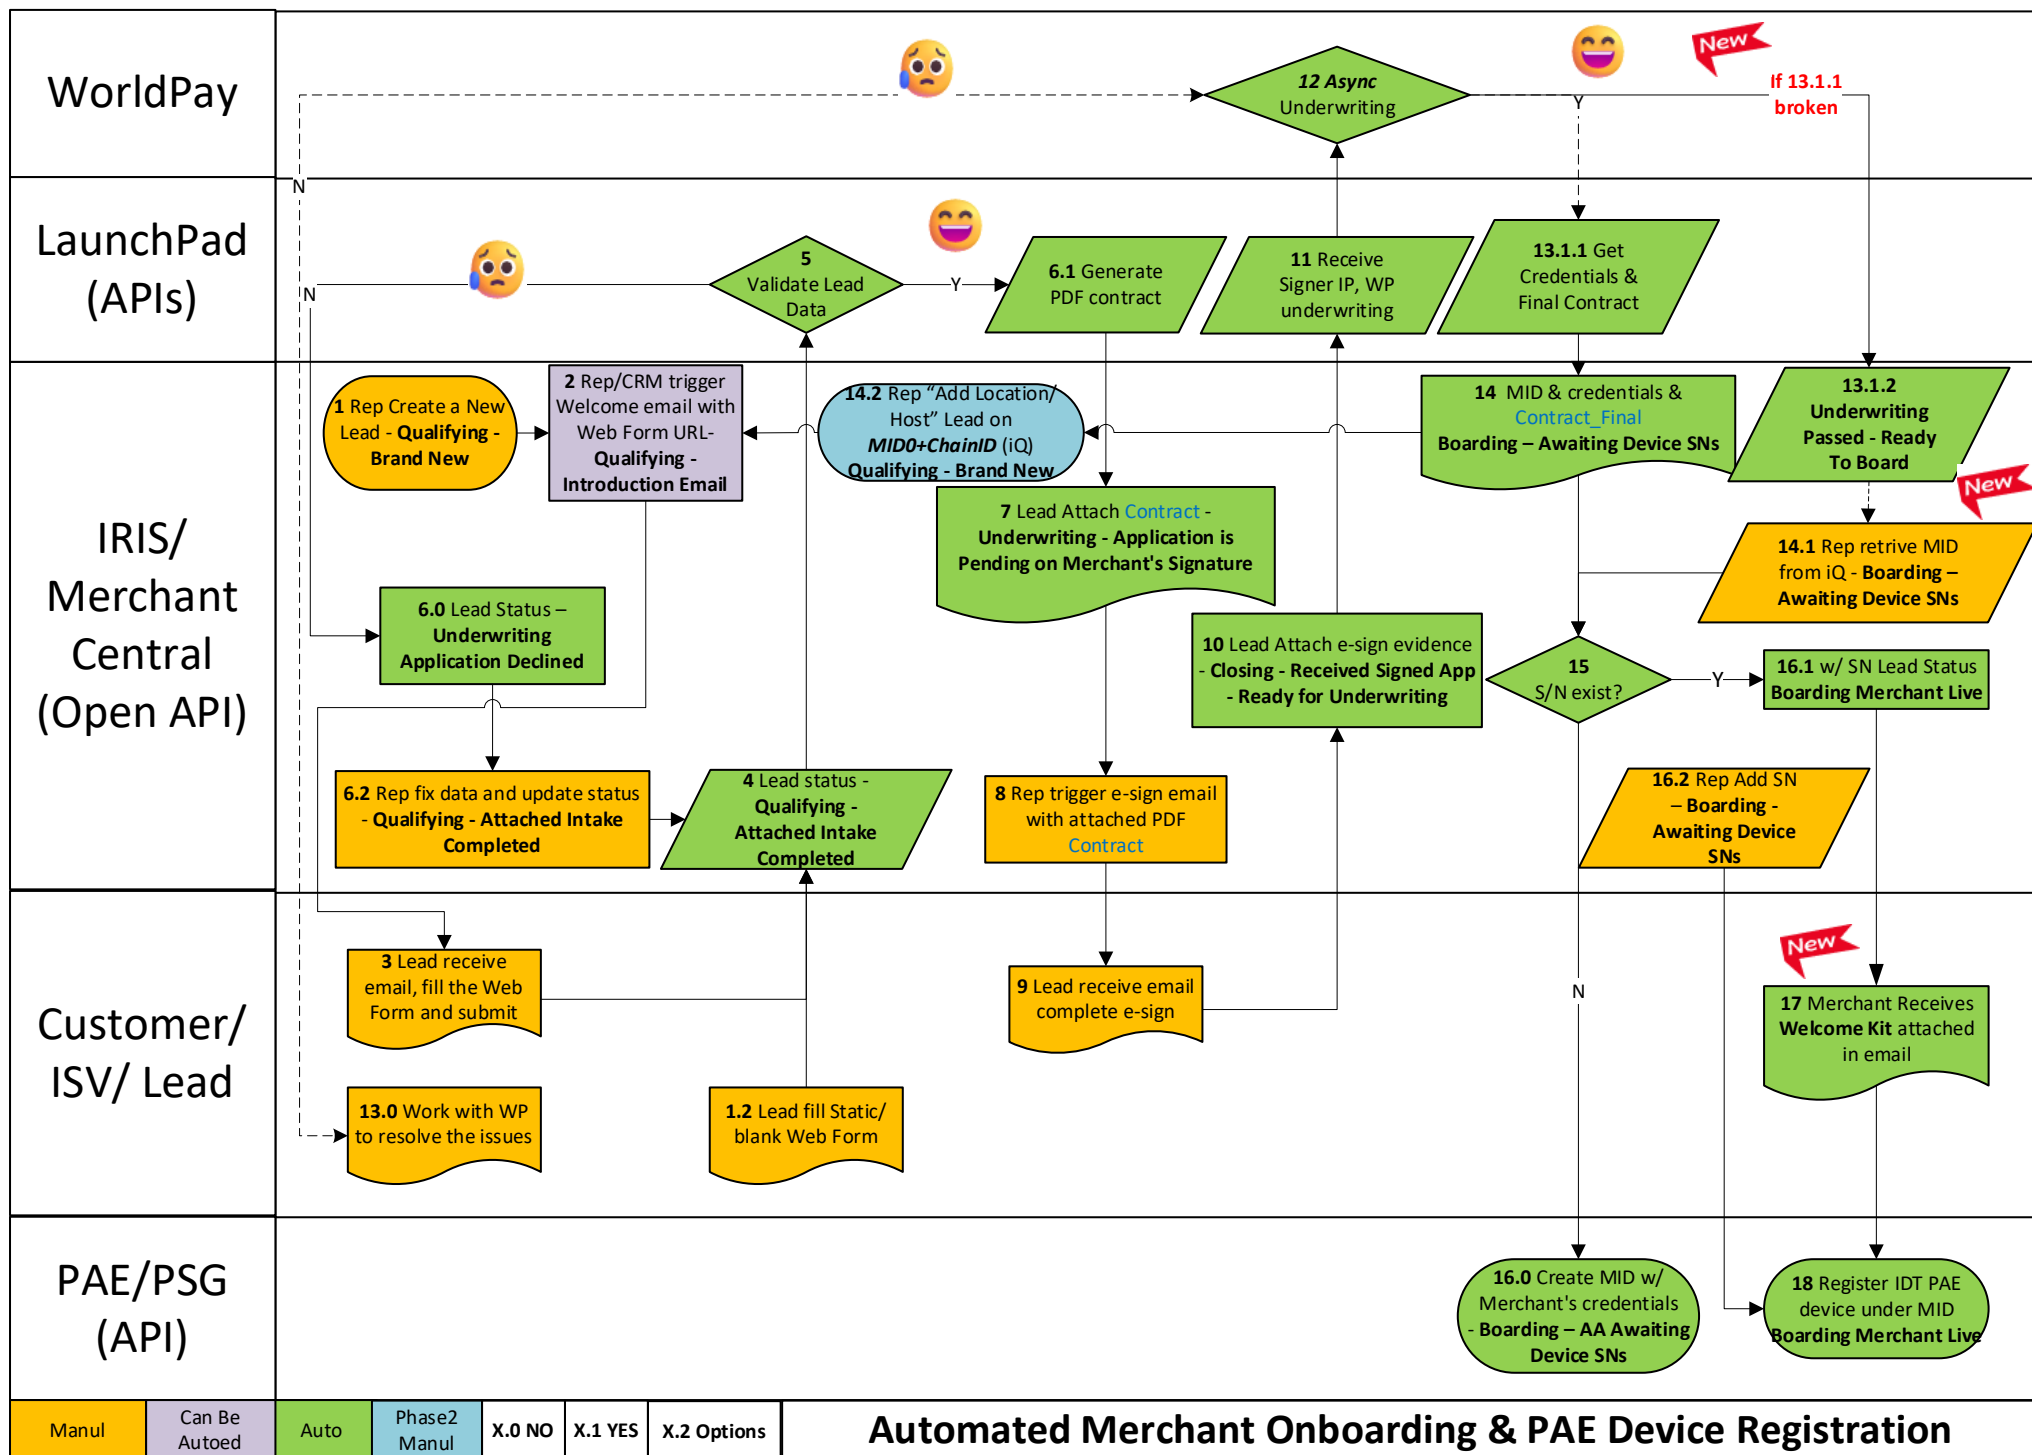 WorldPay
12 Async
Underwriting
Y
New
If 13.1.1
broken
N
LaunchPad
(APIs)
N
5
Validate Lead
Data
Y
6.1 Generate
PDF contract
11 Receive
Signer IP, WP
underwriting
13.1.1 Get
Credentials &
Final Contract
IRIS/
Merchant
Central
(Open API)
1 Rep Create a New
Lead - Qualifying -
Brand New
2 Rep/CRM trigger
Welcome email with
Web Form URL-
Qualifying -
Introduction Email
14.2 Rep “Add Location/
Host” Lead on
MID0+ChainID (iQ)
Qualifying - Brand New
14 MID & credentials &
Contract_Final
Boarding – Awaiting Device SNs
13.1.2
Underwriting
Passed - Ready
To Board
New
7 Lead Attach Contract -
Underwriting - Application is
Pending on Merchant's Signature
14.1 Rep retrive MID
from iQ - Boarding –
Awaiting Device SNs
6.0 Lead Status –
Underwriting
Application Declined
10 Lead Attach e-sign evidence
- Closing - Received Signed App
- Ready for Underwriting
15
S/N exist?
Y
16.1 w/ SN Lead Status
Boarding Merchant Live
6.2 Rep fix data and update status
- Qualifying - Attached Intake
Completed
4 Lead status -
Qualifying -
Attached Intake
Completed
8 Rep trigger e-sign email
with attached PDF
Contract
16.2 Rep Add SN
– Boarding -
Awaiting Device
SNs
Customer/
ISV/ Lead
3 Lead receive
email, fill the Web
Form and submit
9 Lead receive email
complete e-sign
N
New
17 Merchant Receives
Welcome Kit attached
in email
13.0 Work with WP
to resolve the issues
1.2 Lead fill Static/
blank Web Form
PAE/PSG
(API)
16.0 Create MID w/
Merchant's credentials
- Boarding – AA Awaiting
Device SNs
18 Register IDT PAE
device under MID
Boarding Merchant Live
Manul
Can Be
Autoed
Auto
Phase2
Manul
X.0 NO
X.1 YES
X.2 Options
Automated Merchant Onboarding & PAE Device Registration